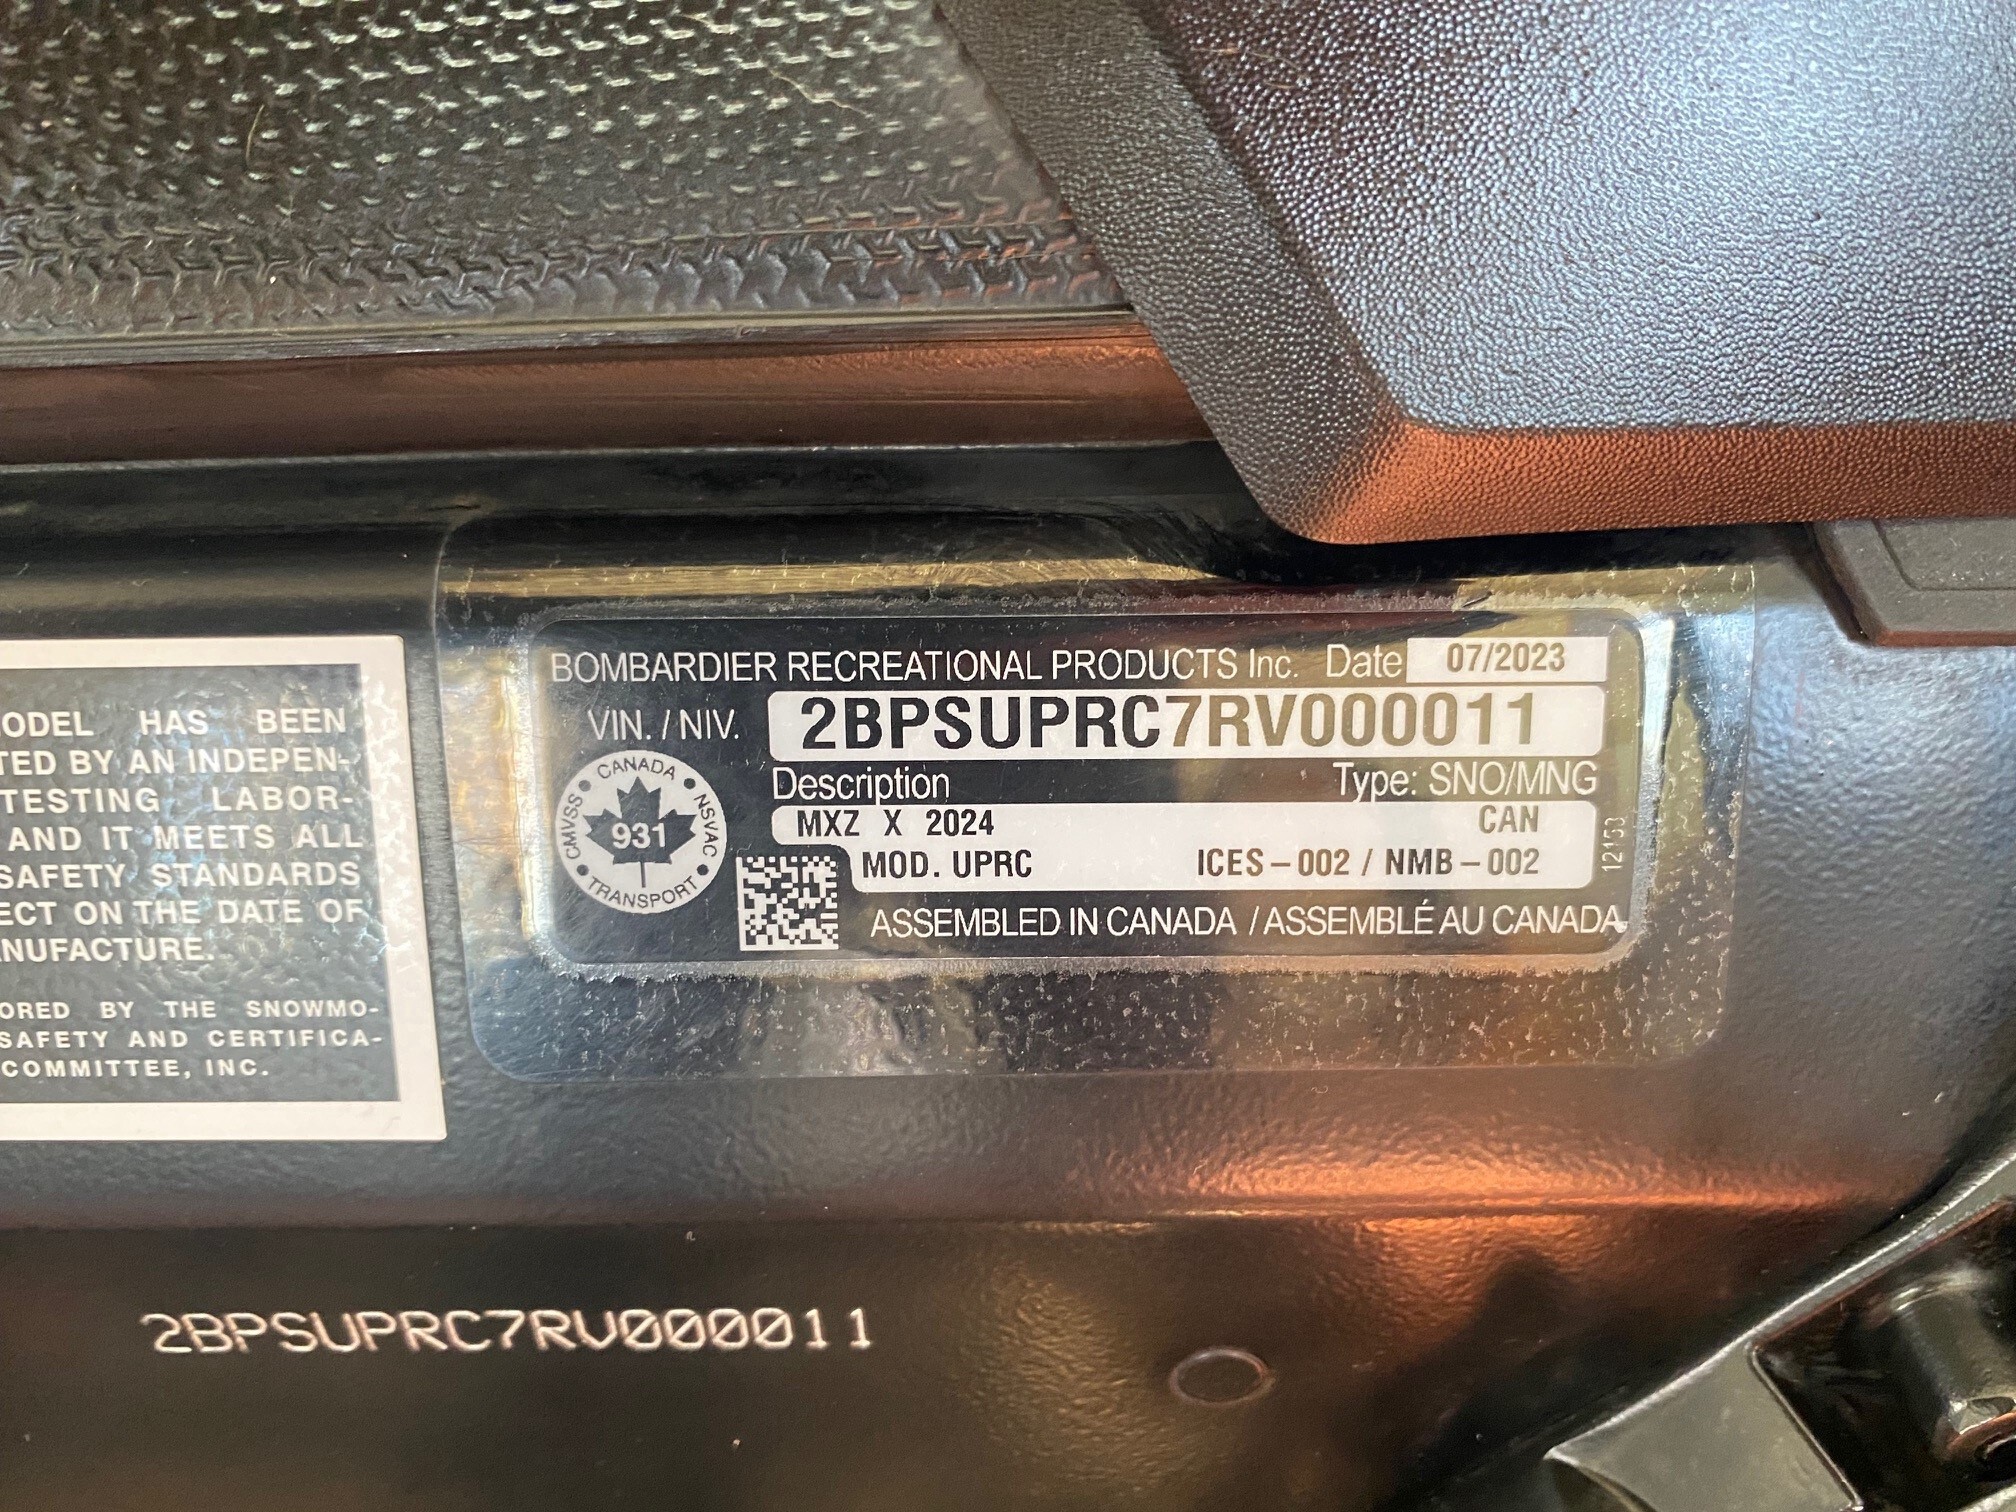 ODEL HAS BEEN
TED BY AN INDEPEN-
TESTING LABOR-
AND IT MEETS ALL
SAFETY STANDARDS
ECT ON THE DATE OF
NUFACTURE.
ORED BY THE SNOWMO-
SAFETY AND CERTIFICA-
COMMITTEE, INC.
BOMBARDIER RECREATIONAL PRODUCTS Inc. Date 07/2023
VIN. / NIV. 2BPSUPRC7RV000011
Description Type: SNO/MNG
MXZ X 2024 CAN
MOD. UPRC ICES-002 / NMB-002
ASSEMBLED IN CANADA / ASSEMBLÉ AU CANADA
CANADA
CMVSS 931 NSVAC
TRANSPORT
2BPSUPRC7RV000011